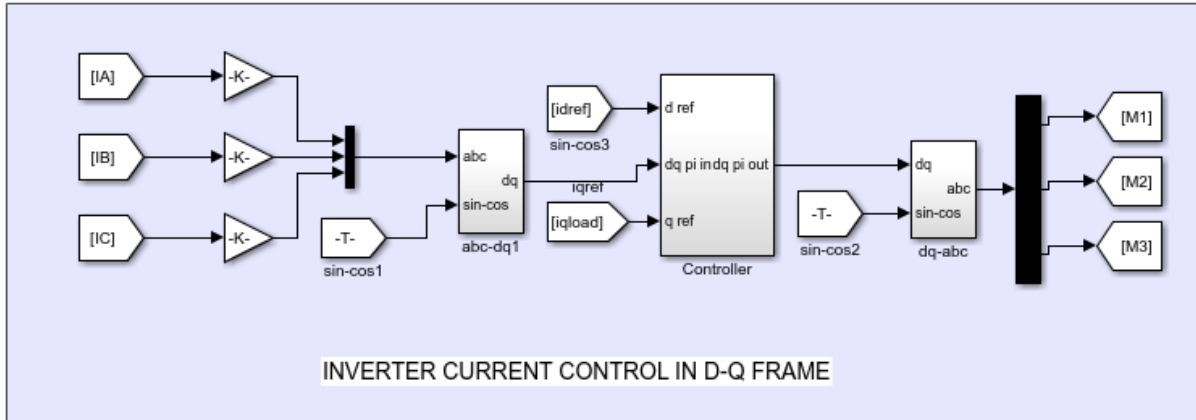 [IA]
-K-
[IB]
-K-
[IC]
-K-
-T-
sin-cos1
abc
dq
sin-cos
abc-dq1
[idref]
sin-cos3
iqref
[iqload]
d ref
dq pi in dq pi out
q ref
Controller
-T-
sin-cos2
dq
abc
sin-cos
dq-abc
[M1]
[M2]
[M3]
INVERTER CURRENT CONTROL IN D-Q FRAME